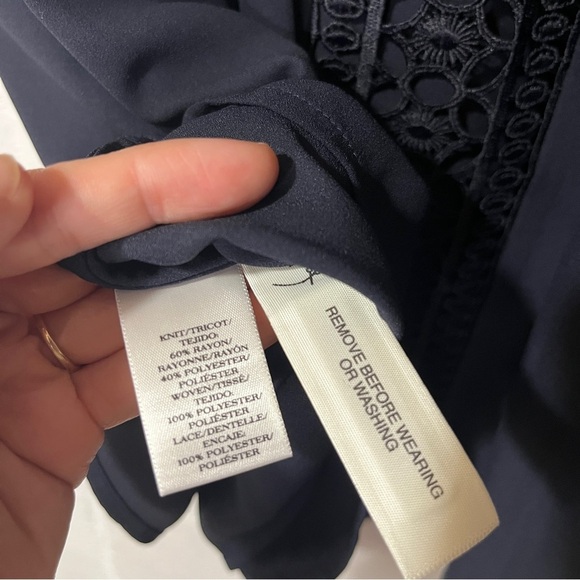 KNIT/TRICOT/
TEJIDO:
60% RAYON/
RAYONNE/RAYÓN
40% POLYESTER/
POLIÉSTER
WOVEN/TISSÉ/
TEJIDO:
100% POLYESTER/
POLIÉSTER
LACE/DENTELLE/
ENCAJE:
100% POLYESTER/
POLIÉSTER
REMOVE BEFORE WEARING
OR WASHING